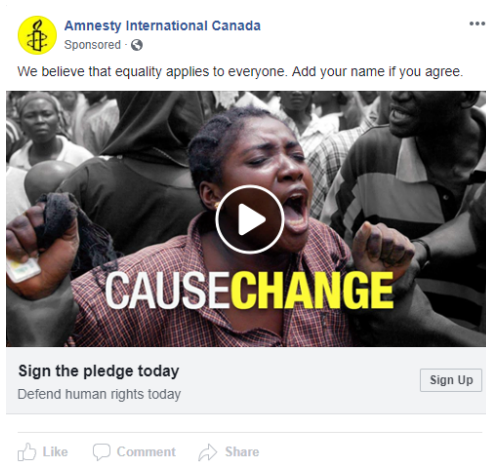 Amnesty International Canada
Sponsored ·
We believe that equality applies to everyone. Add your name if you agree.
CAUSECHANGE
Sign the pledge today
Sign Up
Defend human rights today
Like Comment Share